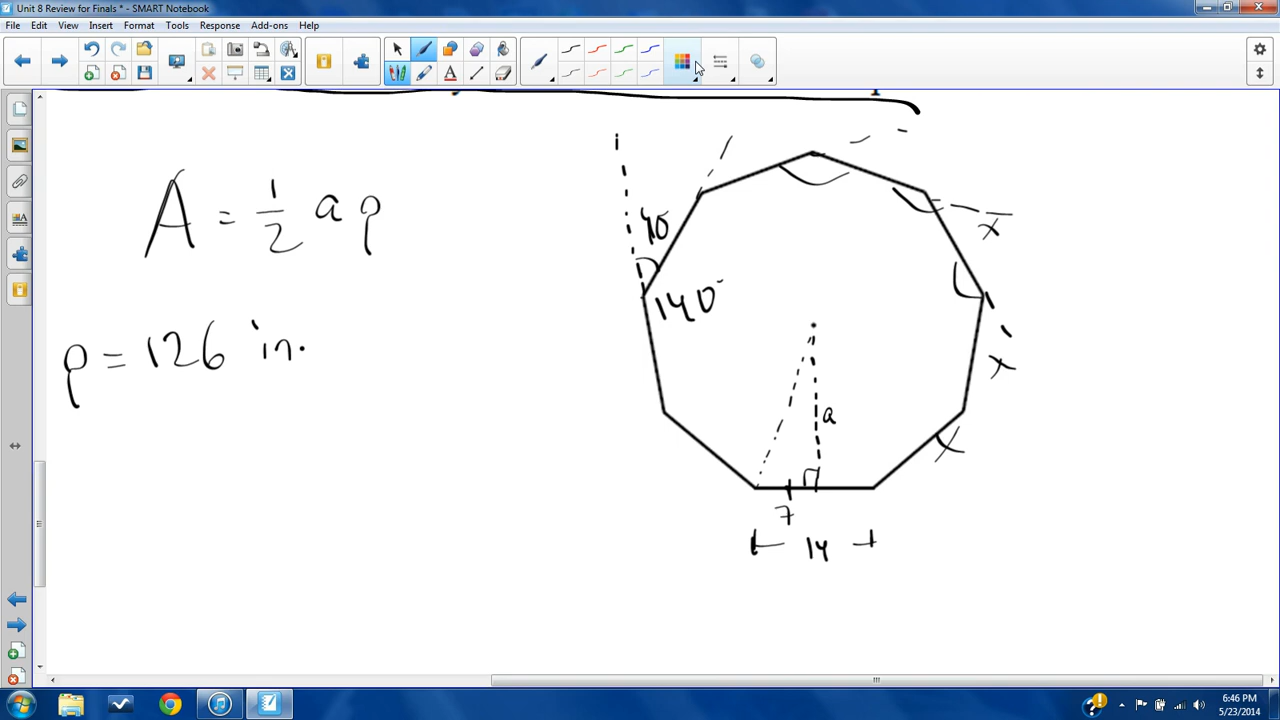 Unit 8 Review for Finals * - SMART Notebook
File Edit View Insert Format Tools Response Add-ons Help
A = 1/2 a p
p = 126 in.
40
140°
x
x
x
a
7
14
6:46 PM
5/23/2014